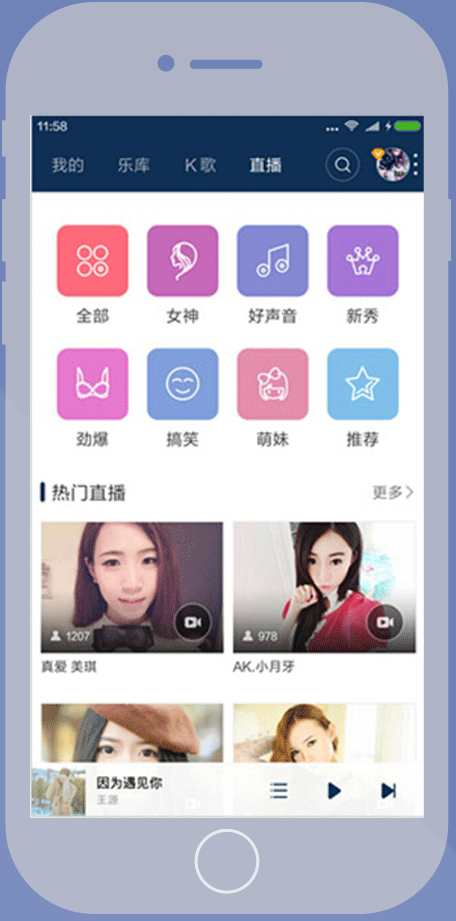 11:58
我的 乐库 K歌 直播
全部 女神 好声音 新秀
劲爆 搞笑 萌妹 推荐
热门直播 更多
1207 978
真爱 美琪 AK.小月牙
因为遇见你
王源